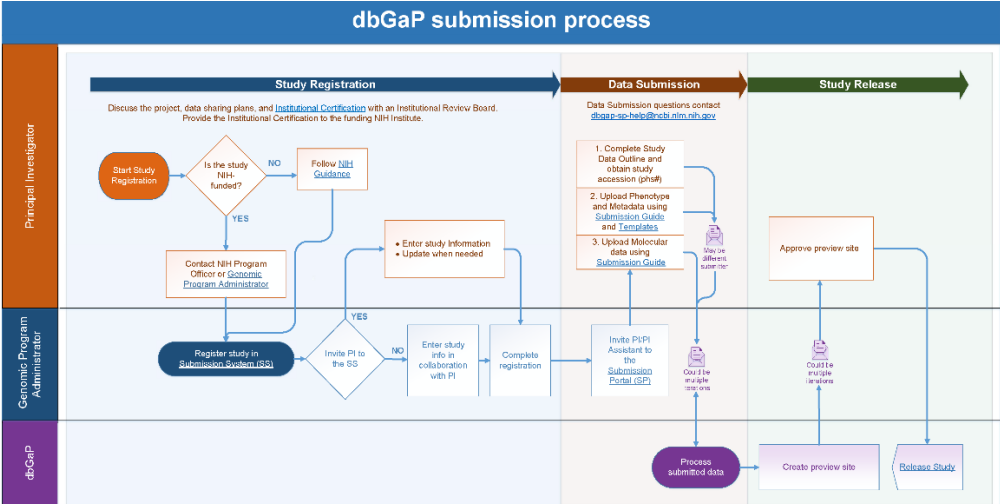 dbGaP submission process
Principal Investigator
Genomic Program
Administrator
dbGaP
Study Registration
Data Submission
Study Release
Discuss the project, data sharing plans, and Institutional Certification with an Institutional Review Board.
Provide the Institutional Certification to the funding NIH Institute.
Data Submission questions contact
dbgap-sp-help@ncbi.nlm.nih.gov
Start Study
Registration
Is the study
NIH-
funded?
NO
Follow NIH
Guidance
YES
Contact NIH Program
Officer or Genomic
Program Administrator
● Enter study Information
● Update when needed
1. Complete Study
Data Outline and
obtain study
accession (phs#)
2. Upload Phenotype
and Metadata using
Submission Guide
and Templates
3. Upload Molecular
data using
Submission Guide
May be
different
submitter
Approve preview site
Register study in
Submission System (SS)
YES
Invite PI to
the SS
NO
Enter study
info in
collaboration
with PI
Complete
registration
Invite PI/PI
Assistant to
the
Submission
Portal (SP)
Could be
multiple
iterations
Could be
multiple
iterations
Process
submitted data
Create preview site
Release Study